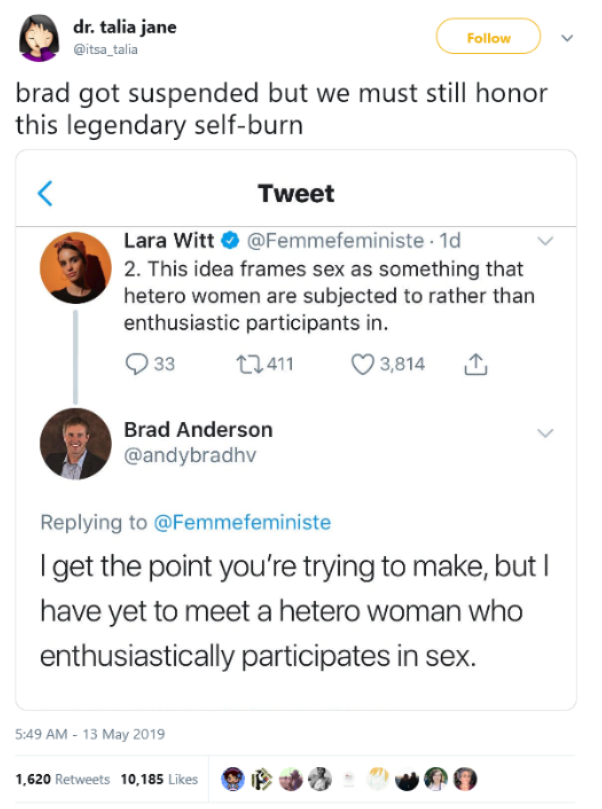 dr. talia jane
@itsa_talia
Follow
brad got suspended but we must still honor
this legendary self-burn
Tweet
Lara Witt @Femmefeministe · 1d
2. This idea frames sex as something that
hetero women are subjected to rather than
enthusiastic participants in.
33 411 3,814
Brad Anderson
@andybradhv
Replying to @Femmefeministe
I get the point you're trying to make, but I
have yet to meet a hetero woman who
enthusiastically participates in sex.
5:49 AM - 13 May 2019
1,620 Retweets 10,185 Likes